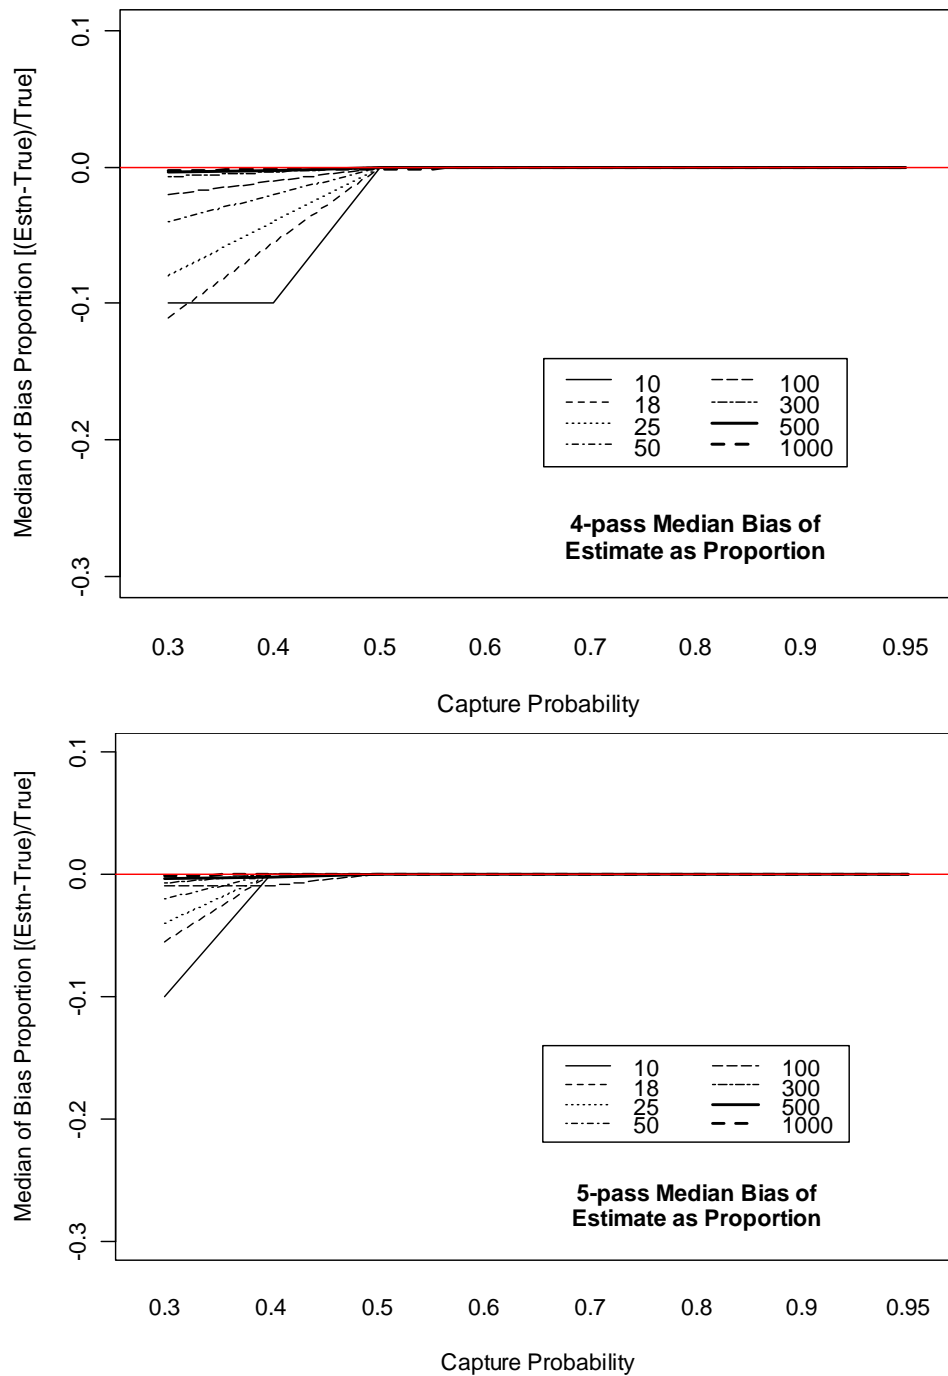 Median of Bias Proportion [(Estn-True)/True]
0.1
0.0
-0.1
-0.2
-0.3
10 100
18 300
25 500
50 1000
4-pass Median Bias of
Estimate as Proportion
0.3 0.4 0.5 0.6 0.7 0.8 0.9 0.95
Capture Probability
Median of Bias Proportion [(Estn-True)/True]
0.1
0.0
-0.1
-0.2
-0.3
10 100
18 300
25 500
50 1000
5-pass Median Bias of
Estimate as Proportion
0.3 0.4 0.5 0.6 0.7 0.8 0.9 0.95
Capture Probability